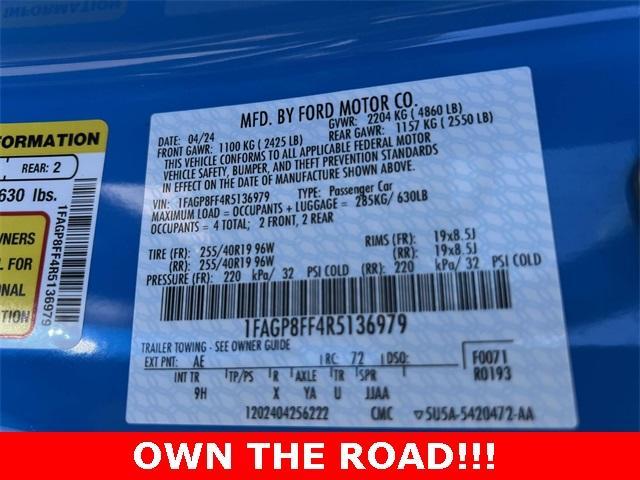 INFORMATION
FORMATION
REAR: 2
630 lbs.
WNERS
L FOR
ONAL
TION
1FAGP8FF4R5136979
MFD. BY FORD MOTOR CO.
DATE: 04/24 GVWR: 2204 KG ( 4860 LB)
FRONT GAWR: 1100 KG ( 2425 LB) REAR GAWR: 1157 KG ( 2550 LB)
THIS VEHICLE CONFORMS TO ALL APPLICABLE FEDERAL MOTOR
VEHICLE SAFETY, BUMPER, AND THEFT PREVENTION STANDARDS
IN EFFECT ON THE DATE OF MANUFACTURE SHOWN ABOVE.
VIN: 1FAGP8FF4R5136979 TYPE: Passenger Car
MAXIMUM LOAD = OCCUPANTS + LUGGAGE = 285KG/ 630LB
OCCUPANTS = 4 TOTAL; 2 FRONT, 2 REAR
TIRE (FR): 255/40R19 96W RIMS (FR): 19x8.5J
(RR): 255/40R19 96W (RR): 19x8.5J
PRESSURE (FR): 220 kPa/ 32 PSI COLD (RR): 220 kPa/ 32 PSI COLD
1FAGP8FF4R5136979
TRAILER TOWING - SEE OWNER GUIDE
EXT PNT: AE RC: 72 DSO: F0071
INT TR TP/PS R AXLE TR SPR R0193
9H X YA U JJAA
1202404256222 CMC 5U5A-5420472-AA
OWN THE ROAD!!!